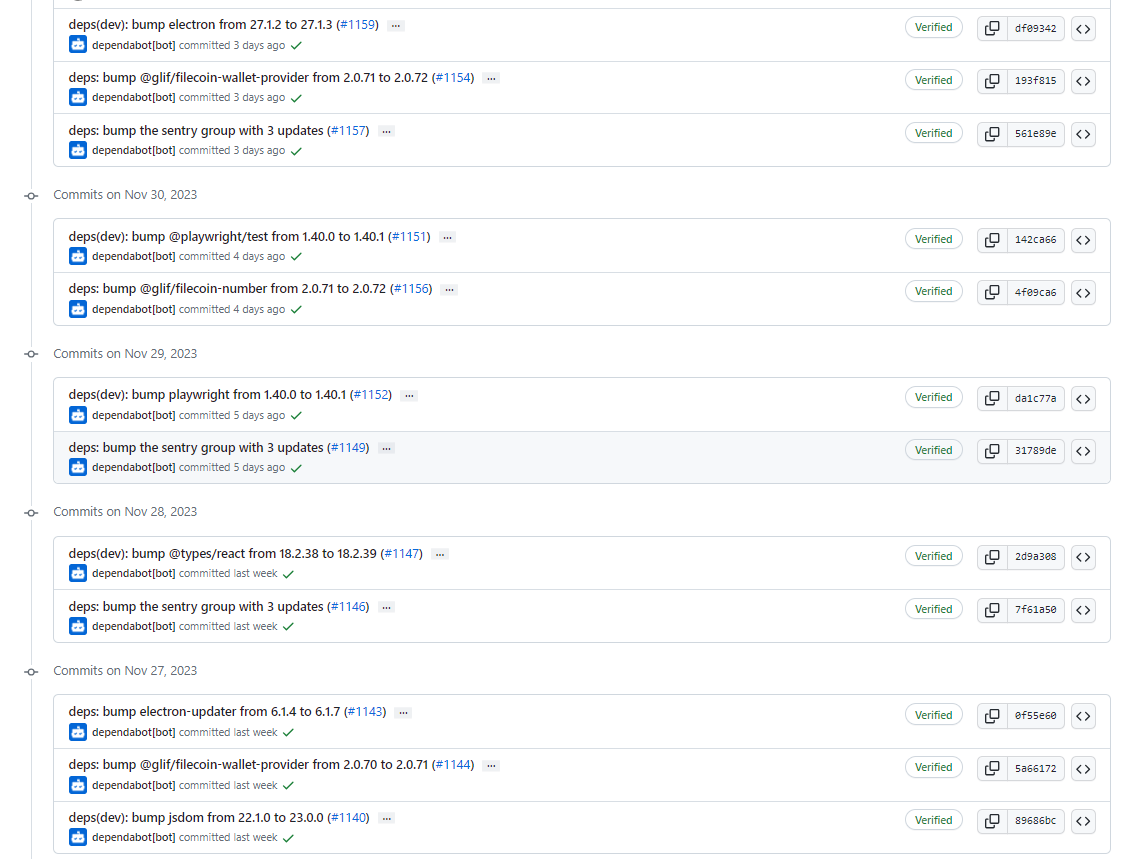 deps(dev): bump electron from 27.1.2 to 27.1.3 (#1159) ...
Verified
df09342
dependabot[bot] committed 3 days ago
deps: bump @glif/filecoin-wallet-provider from 2.0.71 to 2.0.72 (#1154) ...
Verified
193f815
dependabot[bot] committed 3 days ago
deps: bump the sentry group with 3 updates (#1157) ...
Verified
561e89e
dependabot[bot] committed 3 days ago
Commits on Nov 30, 2023
deps(dev): bump @playwright/test from 1.40.0 to 1.40.1 (#1151) ...
Verified
142ca66
dependabot[bot] committed 4 days ago
deps: bump @glif/filecoin-number from 2.0.71 to 2.0.72 (#1156) ...
Verified
4f09ca6
dependabot[bot] committed 4 days ago
Commits on Nov 29, 2023
deps(dev): bump playwright from 1.40.0 to 1.40.1 (#1152) ...
Verified
da1c77a
dependabot[bot] committed 5 days ago
deps: bump the sentry group with 3 updates (#1149) ...
Verified
31789de
dependabot[bot] committed 5 days ago
Commits on Nov 28, 2023
deps(dev): bump @types/react from 18.2.38 to 18.2.39 (#1147) ...
Verified
2d9a308
dependabot[bot] committed last week
deps: bump the sentry group with 3 updates (#1146) ...
Verified
7f61a50
dependabot[bot] committed last week
Commits on Nov 27, 2023
deps: bump electron-updater from 6.1.4 to 6.1.7 (#1143) ...
Verified
0f55e60
dependabot[bot] committed last week
deps: bump @glif/filecoin-wallet-provider from 2.0.70 to 2.0.71 (#1144) ...
Verified
5a66172
dependabot[bot] committed last week
deps(dev): bump jsdom from 22.1.0 to 23.0.0 (#1140) ...
Verified
89686bc
dependabot[bot] committed last week